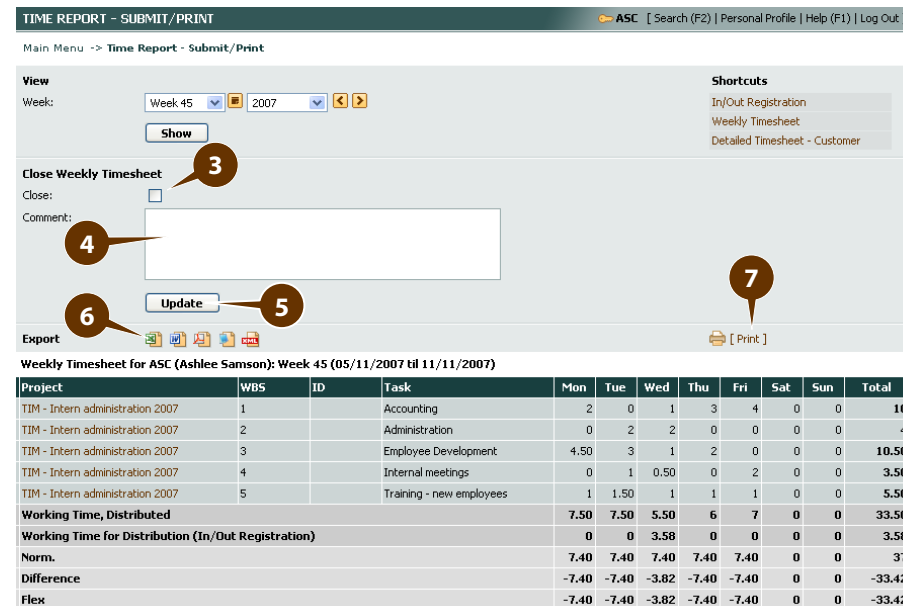 TIME REPORT - SUBMIT/PRINT ASC [ Search (F2) | Personal Profile | Help (F1) | Log Out
Main Menu -> Time Report - Submit/Print
View Shortcuts
Week: Week 45 2007 In/Out Registration
Weekly Timesheet
Show Detailed Timesheet - Customer
3
Close Weekly Timesheet
Close:
Comment:
4
7
Update 5
6
Export XML [ Print ]
Weekly Timesheet for ASC (Ashlee Samson): Week 45 (05/11/2007 til 11/11/2007)
Project WBS ID Task Mon Tue Wed Thu Fri Sat Sun Total
TIM - Intern administration 2007 1 Accounting 2 0 1 3 4 0 0 10
TIM - Intern administration 2007 2 Administration 0 2 2 0 0 0 0 4
TIM - Intern administration 2007 3 Employee Development 4.50 3 1 2 0 0 0 10.50
TIM - Intern administration 2007 4 Internal meetings 0 1 0.50 0 2 0 0 3.50
TIM - Intern administration 2007 5 Training - new employees 1 1.50 1 1 1 0 0 5.50
Working Time, Distributed 7.50 7.50 5.50 6 7 0 0 33.50
Working Time for Distribution (In/Out Registration) 0 0 3.58 0 0 0 0 3.58
Norm. 7.40 7.40 7.40 7.40 7.40 0 0 37
Difference -7.40 -7.40 -3.82 -7.40 -7.40 0 0 -33.42
Flex -7.40 -7.40 -3.82 -7.40 -7.40 0 0 -33.42